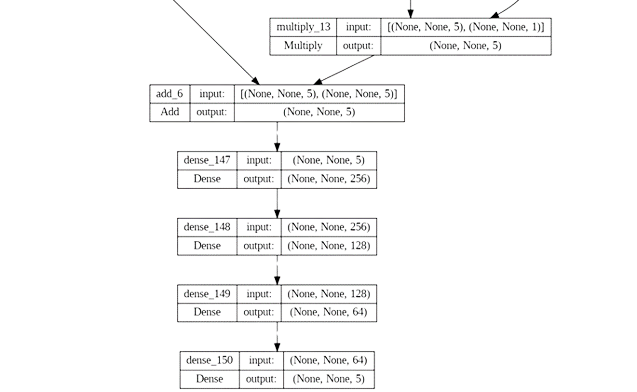 multiply_13 input: [(None, None, 5), (None, None, 1)]
Multiply output: (None, None, 5)
add_6 input: [(None, None, 5), (None, None, 5)]
Add output: (None, None, 5)
dense_147 input: (None, None, 5)
Dense output: (None, None, 256)
dense_148 input: (None, None, 256)
Dense output: (None, None, 128)
dense_149 input: (None, None, 128)
Dense output: (None, None, 64)
dense_150 input: (None, None, 64)
Dense output: (None, None, 5)